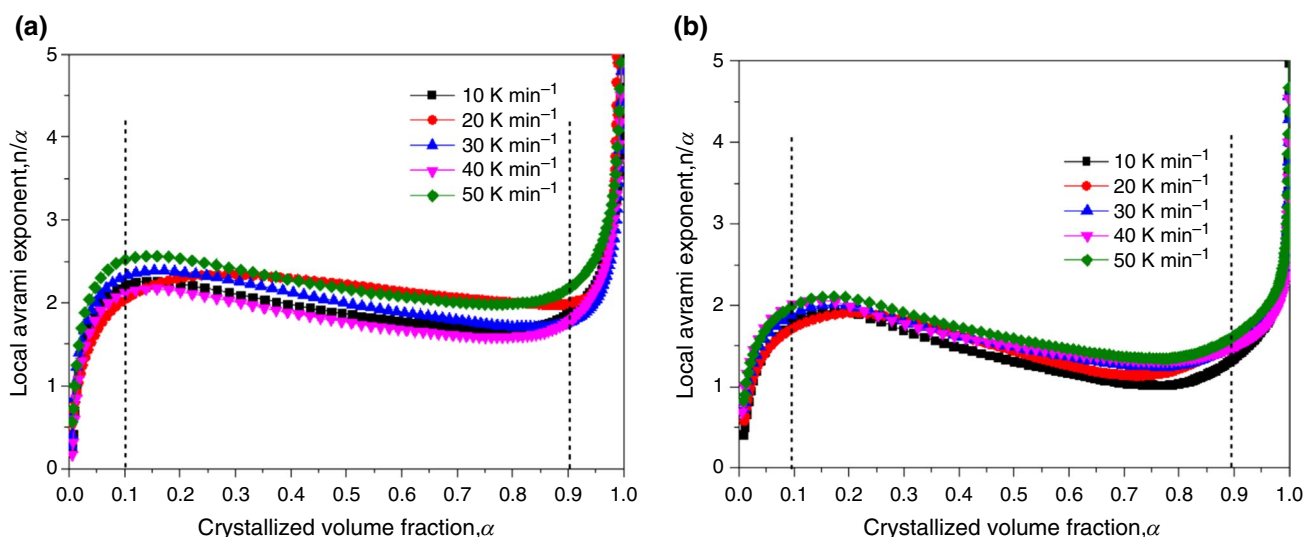 (a)
5
4
3
2
1
0
Local avrami exponent,n/α
10 K min⁻¹
20 K min⁻¹
30 K min⁻¹
40 K min⁻¹
50 K min⁻¹
0.0 0.1 0.2 0.3 0.4 0.5 0.6 0.7 0.8 0.9 1.0
Crystallized volume fraction,α
(b)
5
4
3
2
1
0
Local avrami exponent,n/α
10 K min⁻¹
20 K min⁻¹
30 K min⁻¹
40 K min⁻¹
50 K min⁻¹
0.0 0.1 0.2 0.3 0.4 0.5 0.6 0.7 0.8 0.9 1.0
Crystallized volume fraction,α